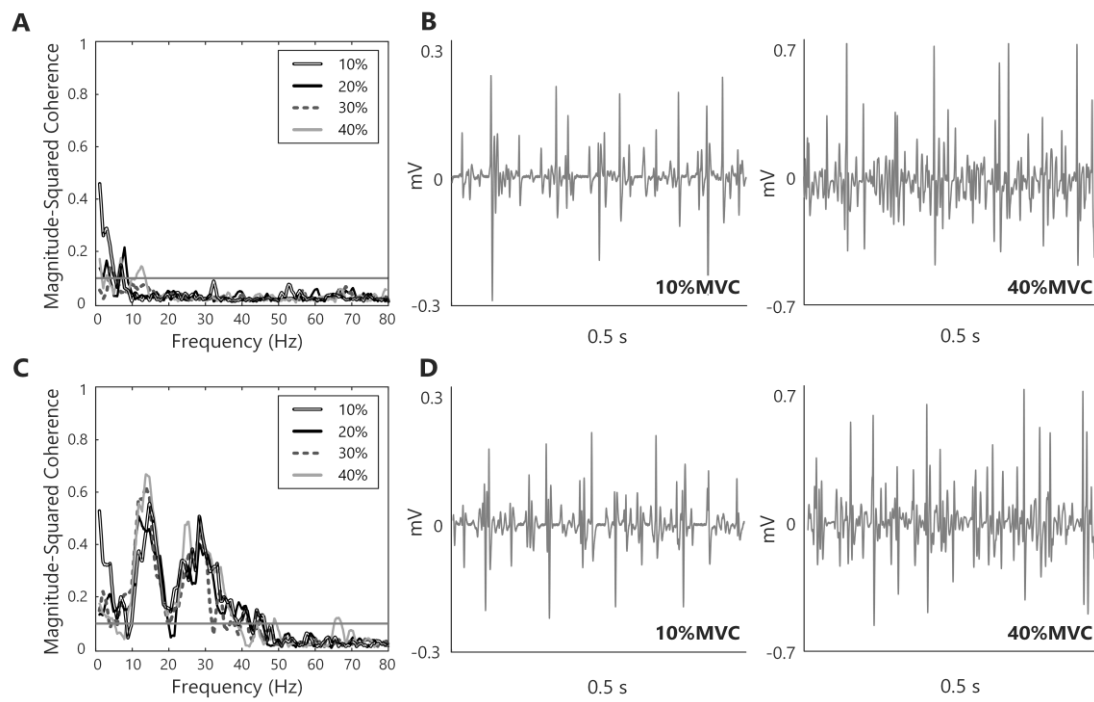 A
Magnitude-Squared Coherence
1
0.8
0.6
0.4
0.2
0
0 10 20 30 40 50 60 70 80
Frequency (Hz)
10%
20%
30%
40%
B
mV
0.3
0
-0.3
10%MVC
0.5 s
mV
0.7
0
-0.7
40%MVC
0.5 s
C
Magnitude-Squared Coherence
1
0.8
0.6
0.4
0.2
0
0 10 20 30 40 50 60 70 80
Frequency (Hz)
10%
20%
30%
40%
D
mV
0.3
0
-0.3
10%MVC
0.5 s
mV
0.7
0
-0.7
40%MVC
0.5 s